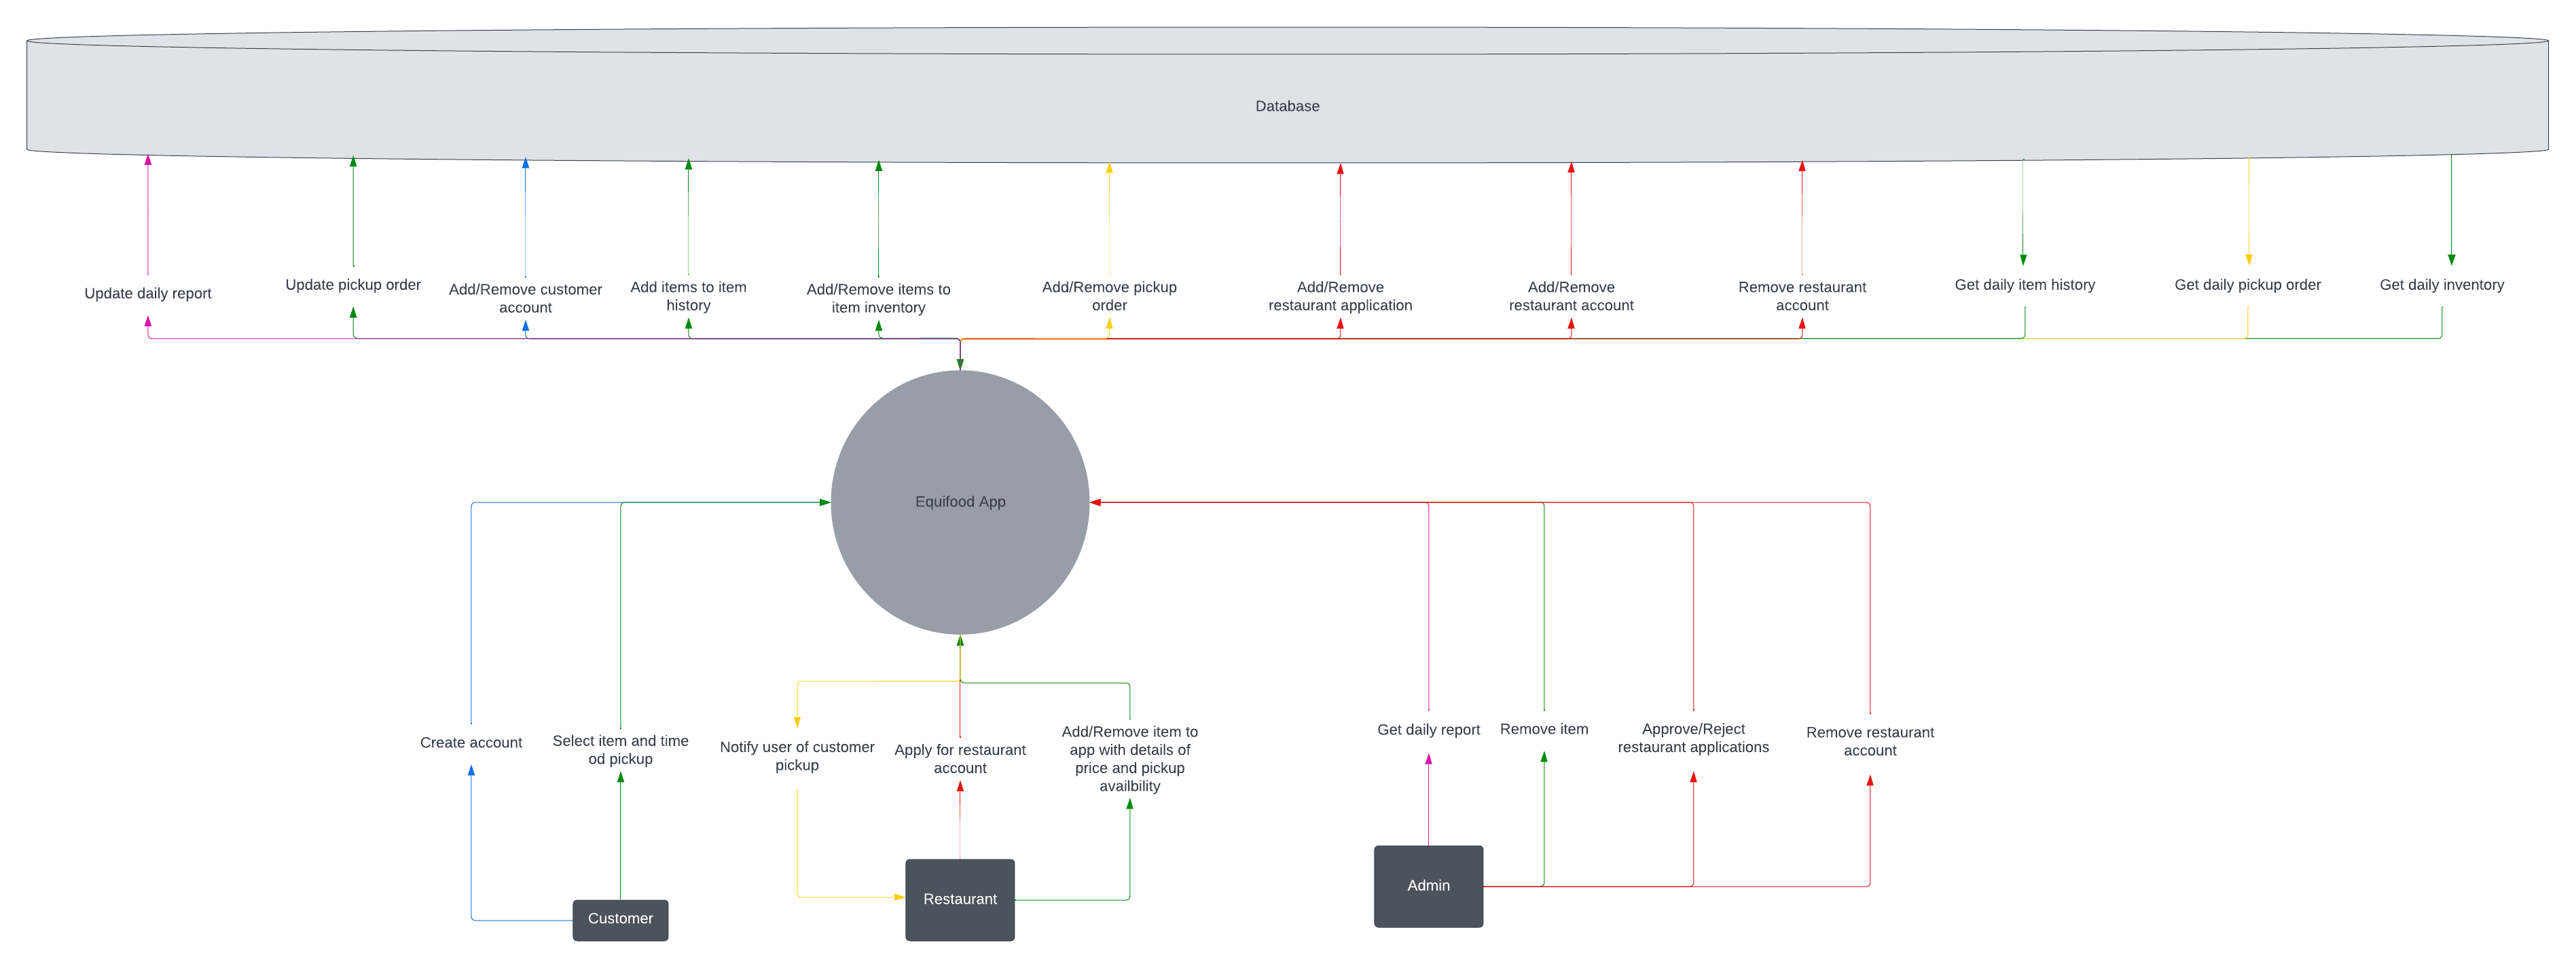 Database
Update daily report
Update pickup order
Add/Remove customer
account
Add items to item
history
Add/Remove items to
item inventory
Add/Remove pickup
order
Add/Remove
restaurant application
Add/Remove
restaurant account
Remove restaurant
account
Get daily item history
Get daily pickup order
Get daily inventory
Equifood App
Create account
Select item and time
od pickup
Notify user of customer
pickup
Apply for restaurant
account
Add/Remove item to
app with details of
price and pickup
availbility
Get daily report
Remove item
Approve/Reject
restaurant applications
Remove restaurant
account
Customer
Restaurant
Admin